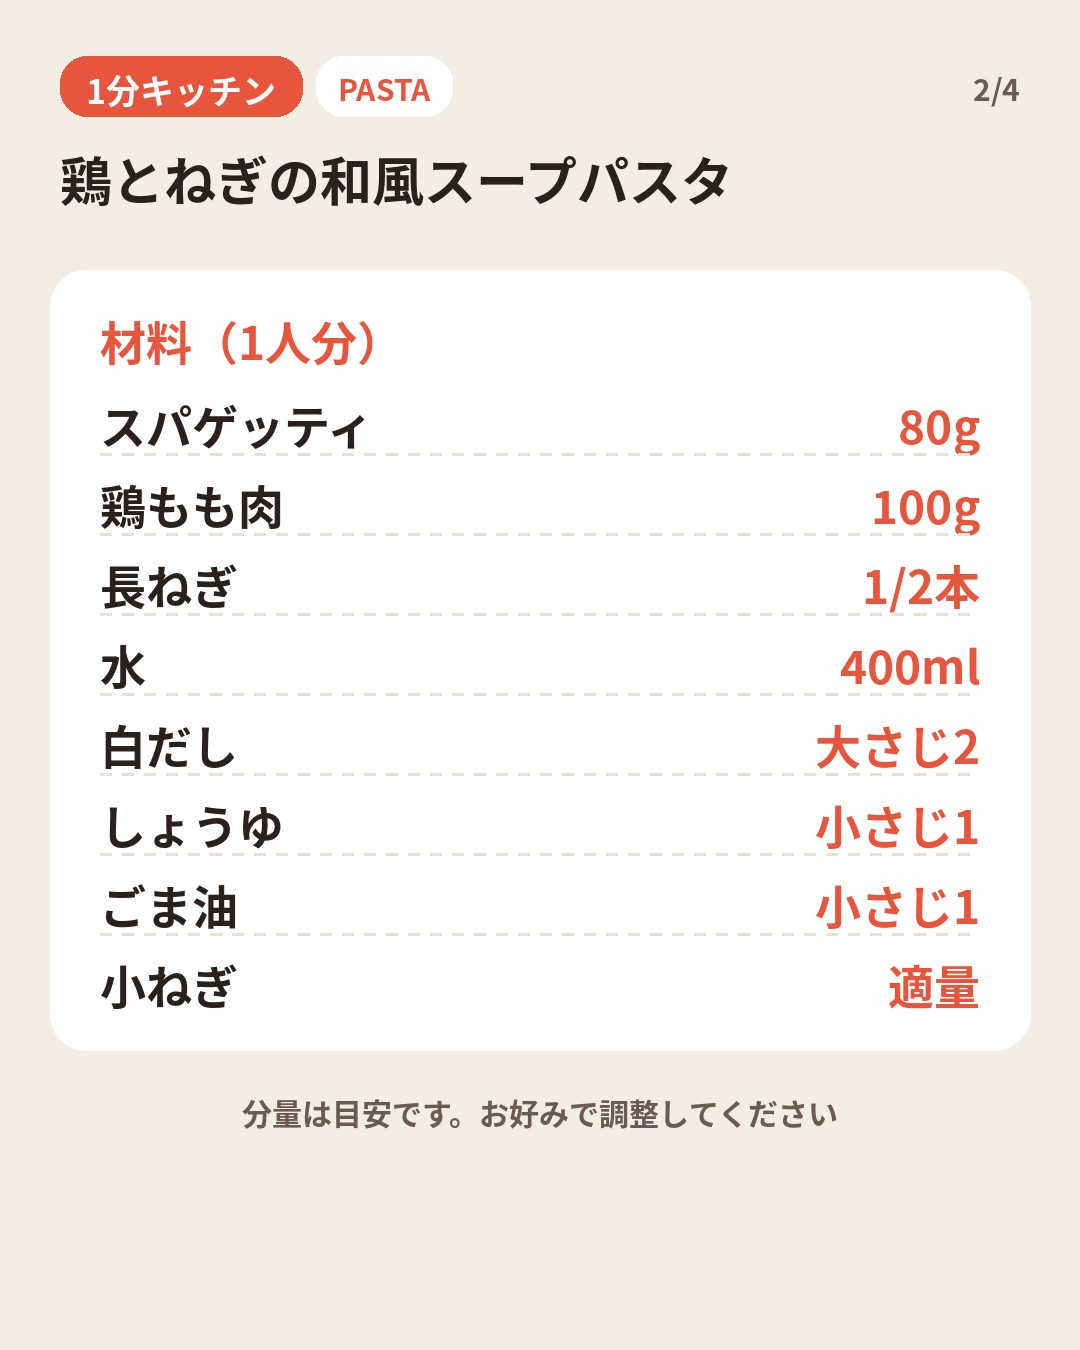 1分キッチン PASTA 2/4
鶏とねぎの和風スープパスタ
材料（1人分）
スパゲッティ 80g
鶏もも肉 100g
長ねぎ 1/2本
水 400ml
白だし 大さじ2
しょうゆ 小さじ1
ごま油 小さじ1
小ねぎ 適量
分量は目安です。お好みで調整してください